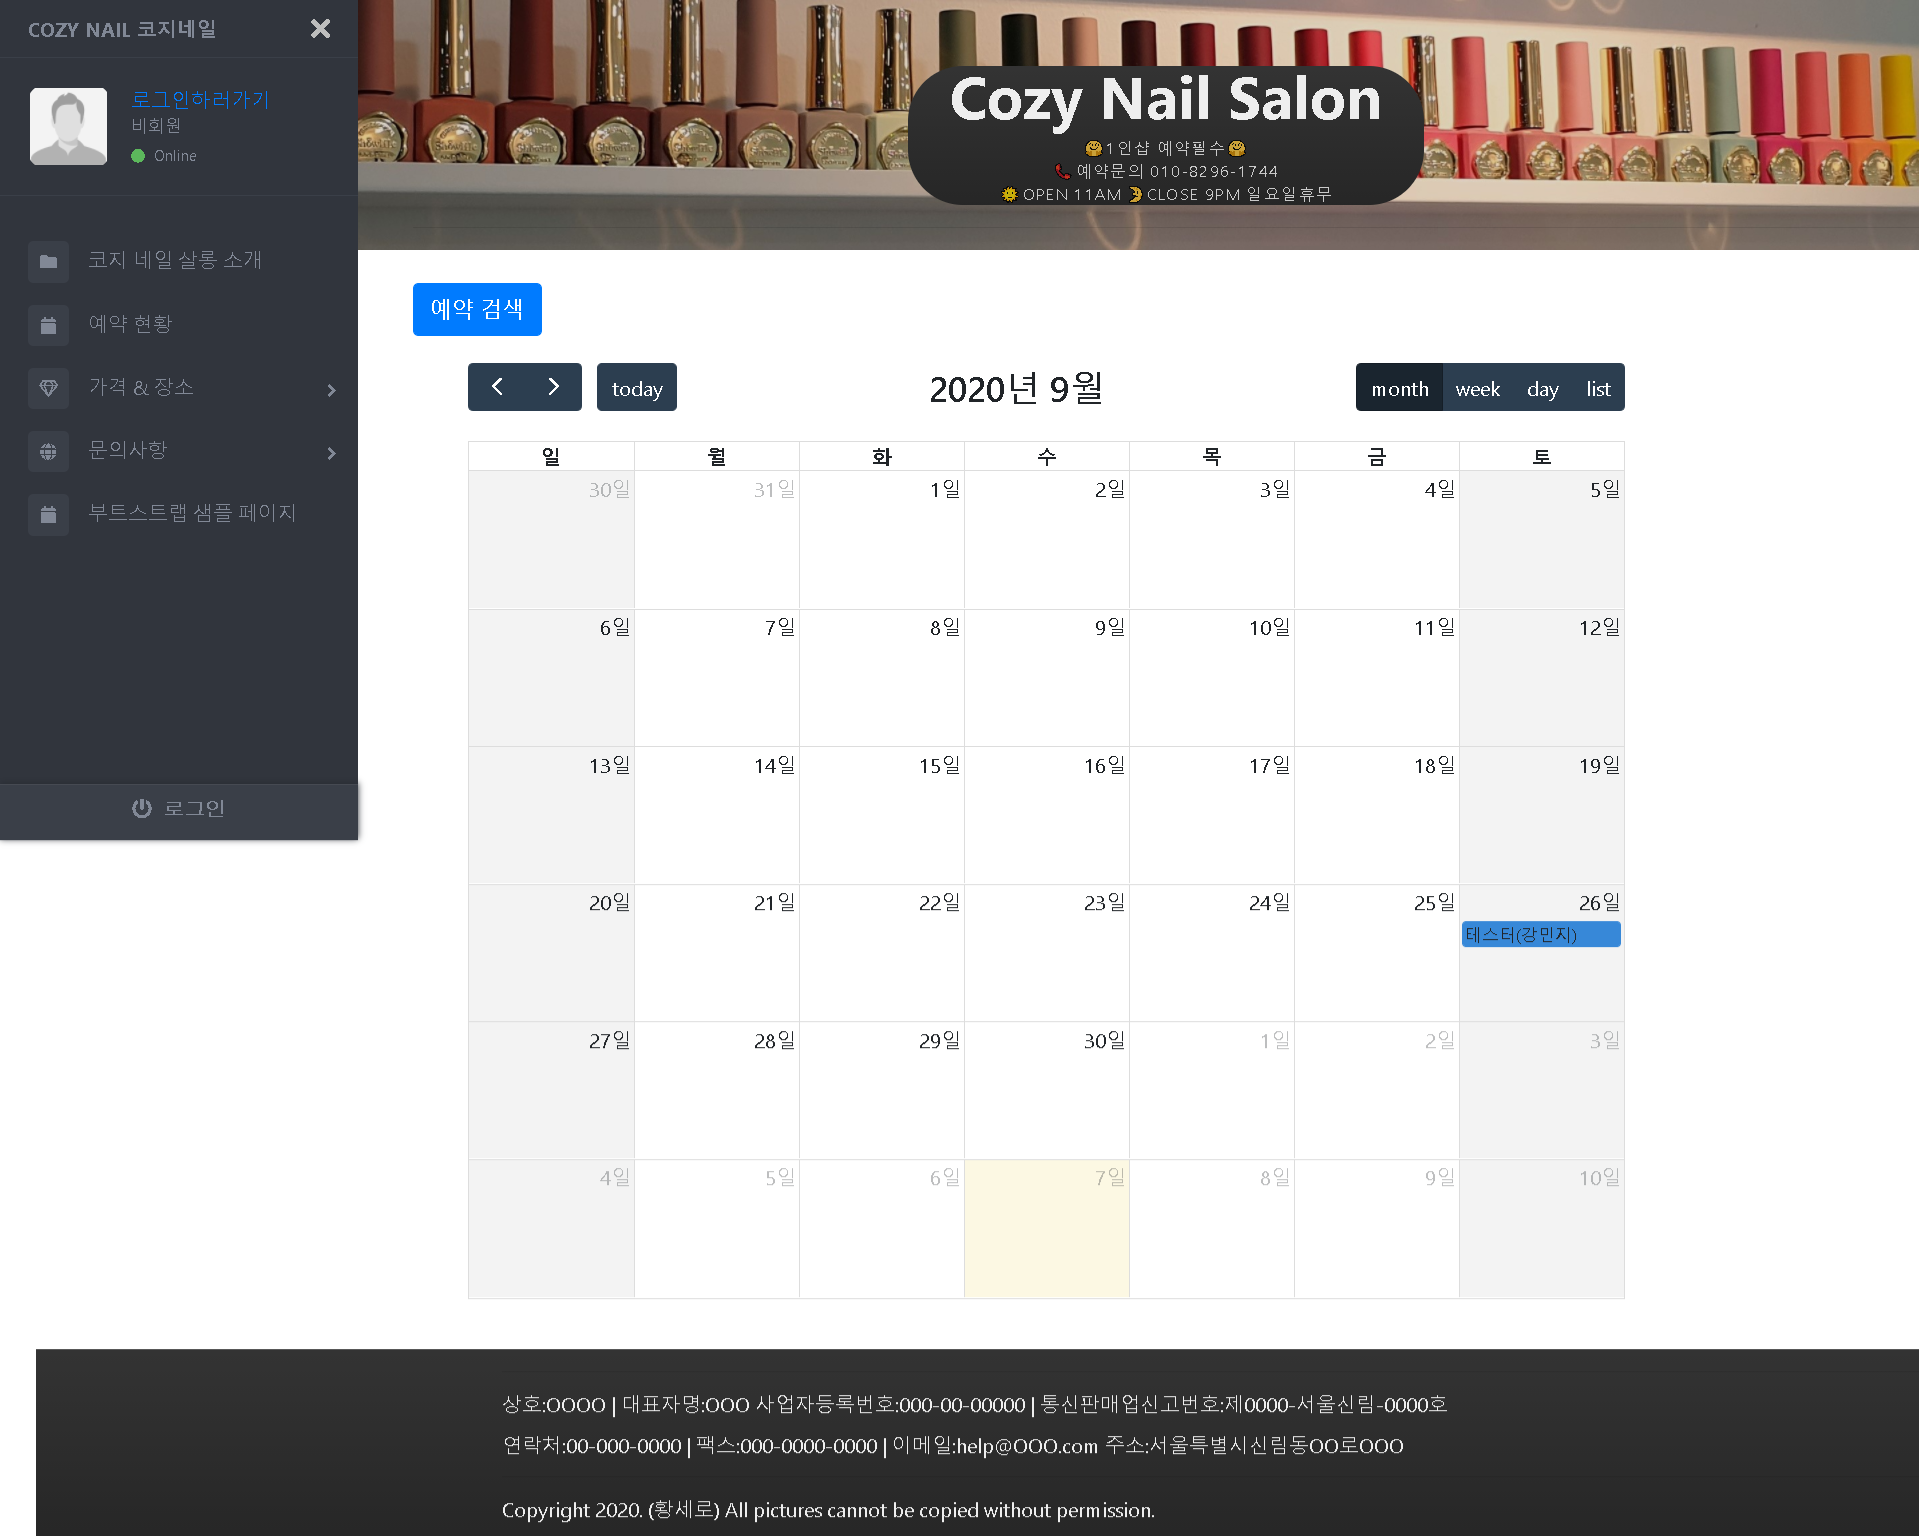 COZY NAIL 코지네일
로그인하러가기
비회원
Online
코지 네일 살롱 소개
예약 현황
가격 & 장소
문의사항
부트스트랩 샘플 페이지
로그인
Cozy Nail Salon
🤗1인샵 예약필수🤗
📞 예약문의 010-8296-1744
🌞 OPEN 11AM 🌛 CLOSE 9PM 일요일휴무
예약 검색
today
2020년 9월
month week day list
일 월 화 수 목 금 토
30일 31일 1일 2일 3일 4일 5일
6일 7일 8일 9일 10일 11일 12일
13일 14일 15일 16일 17일 18일 19일
20일 21일 22일 23일 24일 25일 26일
테스터(강민지)
27일 28일 29일 30일 1일 2일 3일
4일 5일 6일 7일 8일 9일 10일
상호:OOOO | 대표자명:OOO 사업자등록번호:000-00-00000 | 통신판매업신고번호:제0000-서울신림-0000호
연락처:00-000-0000 | 팩스:000-0000-0000 | 이메일:help@OOO.com 주소:서울특별시신림동OO로OOO
Copyright 2020. (황세로) All pictures cannot be copied without permission.